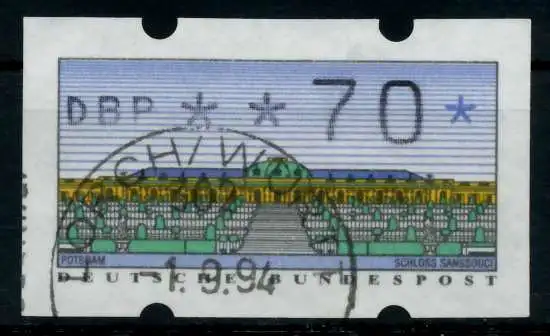 DBP * * 70 *
POTSDAM SCHLOSS SANSSOUCI
DEUTSCHE BUNDESPOST
-1.9.94